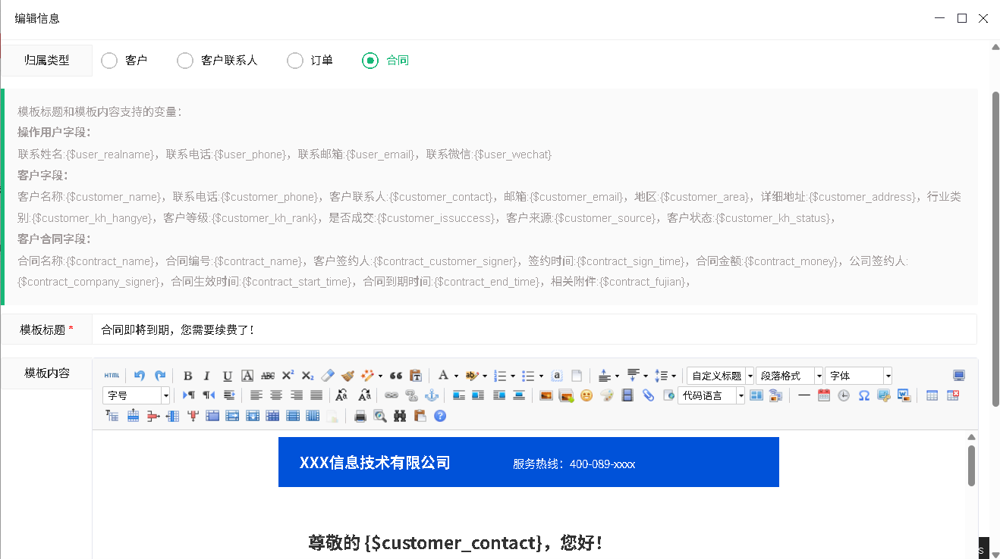 编辑信息
归属类型 客户 客户联系人 订单 合同
模板标题和模板内容支持的变量：
操作用户字段：
联系姓名:{$user_realname}，联系电话:{$user_phone}，联系邮箱:{$user_email}，联系微信:{$user_wechat}
客户字段：
客户名称:{$customer_name}，联系电话:{$customer_phone}，客户联系人:{$customer_contact}，邮箱:{$customer_email}，地区:{$customer_area}，详细地址:{$customer_address}，行业类
别:{$customer_kh_hangye}，客户等级:{$customer_kh_rank}，是否成交:{$customer_issuccess}，客户来源:{$customer_source}，客户状态:{$customer_kh_status}，
客户合同字段：
合同名称:{$contract_name}，合同编号:{$contract_name}，客户签约人:{$contract_customer_signer}，签约时间:{$contract_sign_time}，合同金额:{$contract_money}，公司签约人:
{$contract_company_signer}，合同生效时间:{$contract_start_time}，合同到期时间:{$contract_end_time}，相关附件:{$contract_fujian}，
模板标题 * 合同即将到期，您需要续费了！
模板内容
HTML B I U A ABC X² X₂ T A ab a 自定义标题 段落格式 字体
字号 代码语言
XXX信息技术有限公司 服务热线：400-089-xxxx
尊敬的 {$customer_contact}，您好！
s